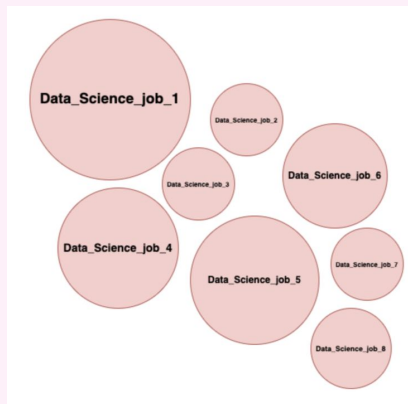 Data_Science_job_1
Data_Science_job_2
Data_Science_job_3
Data_Science_job_6
Data_Science_job_4
Data_Science_job_7
Data_Science_job_5
Data_Science_job_8